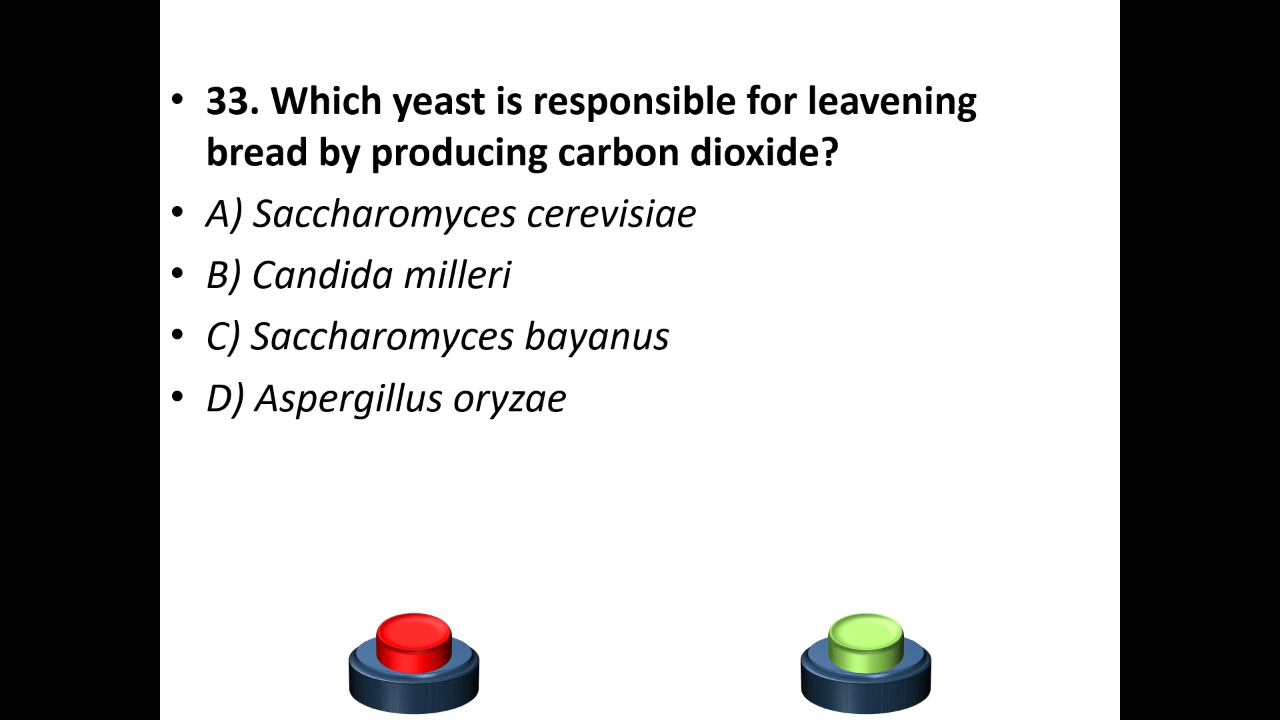 • 33. Which yeast is responsible for leavening
bread by producing carbon dioxide?
• A) Saccharomyces cerevisiae
• B) Candida milleri
• C) Saccharomyces bayanus
• D) Aspergillus oryzae